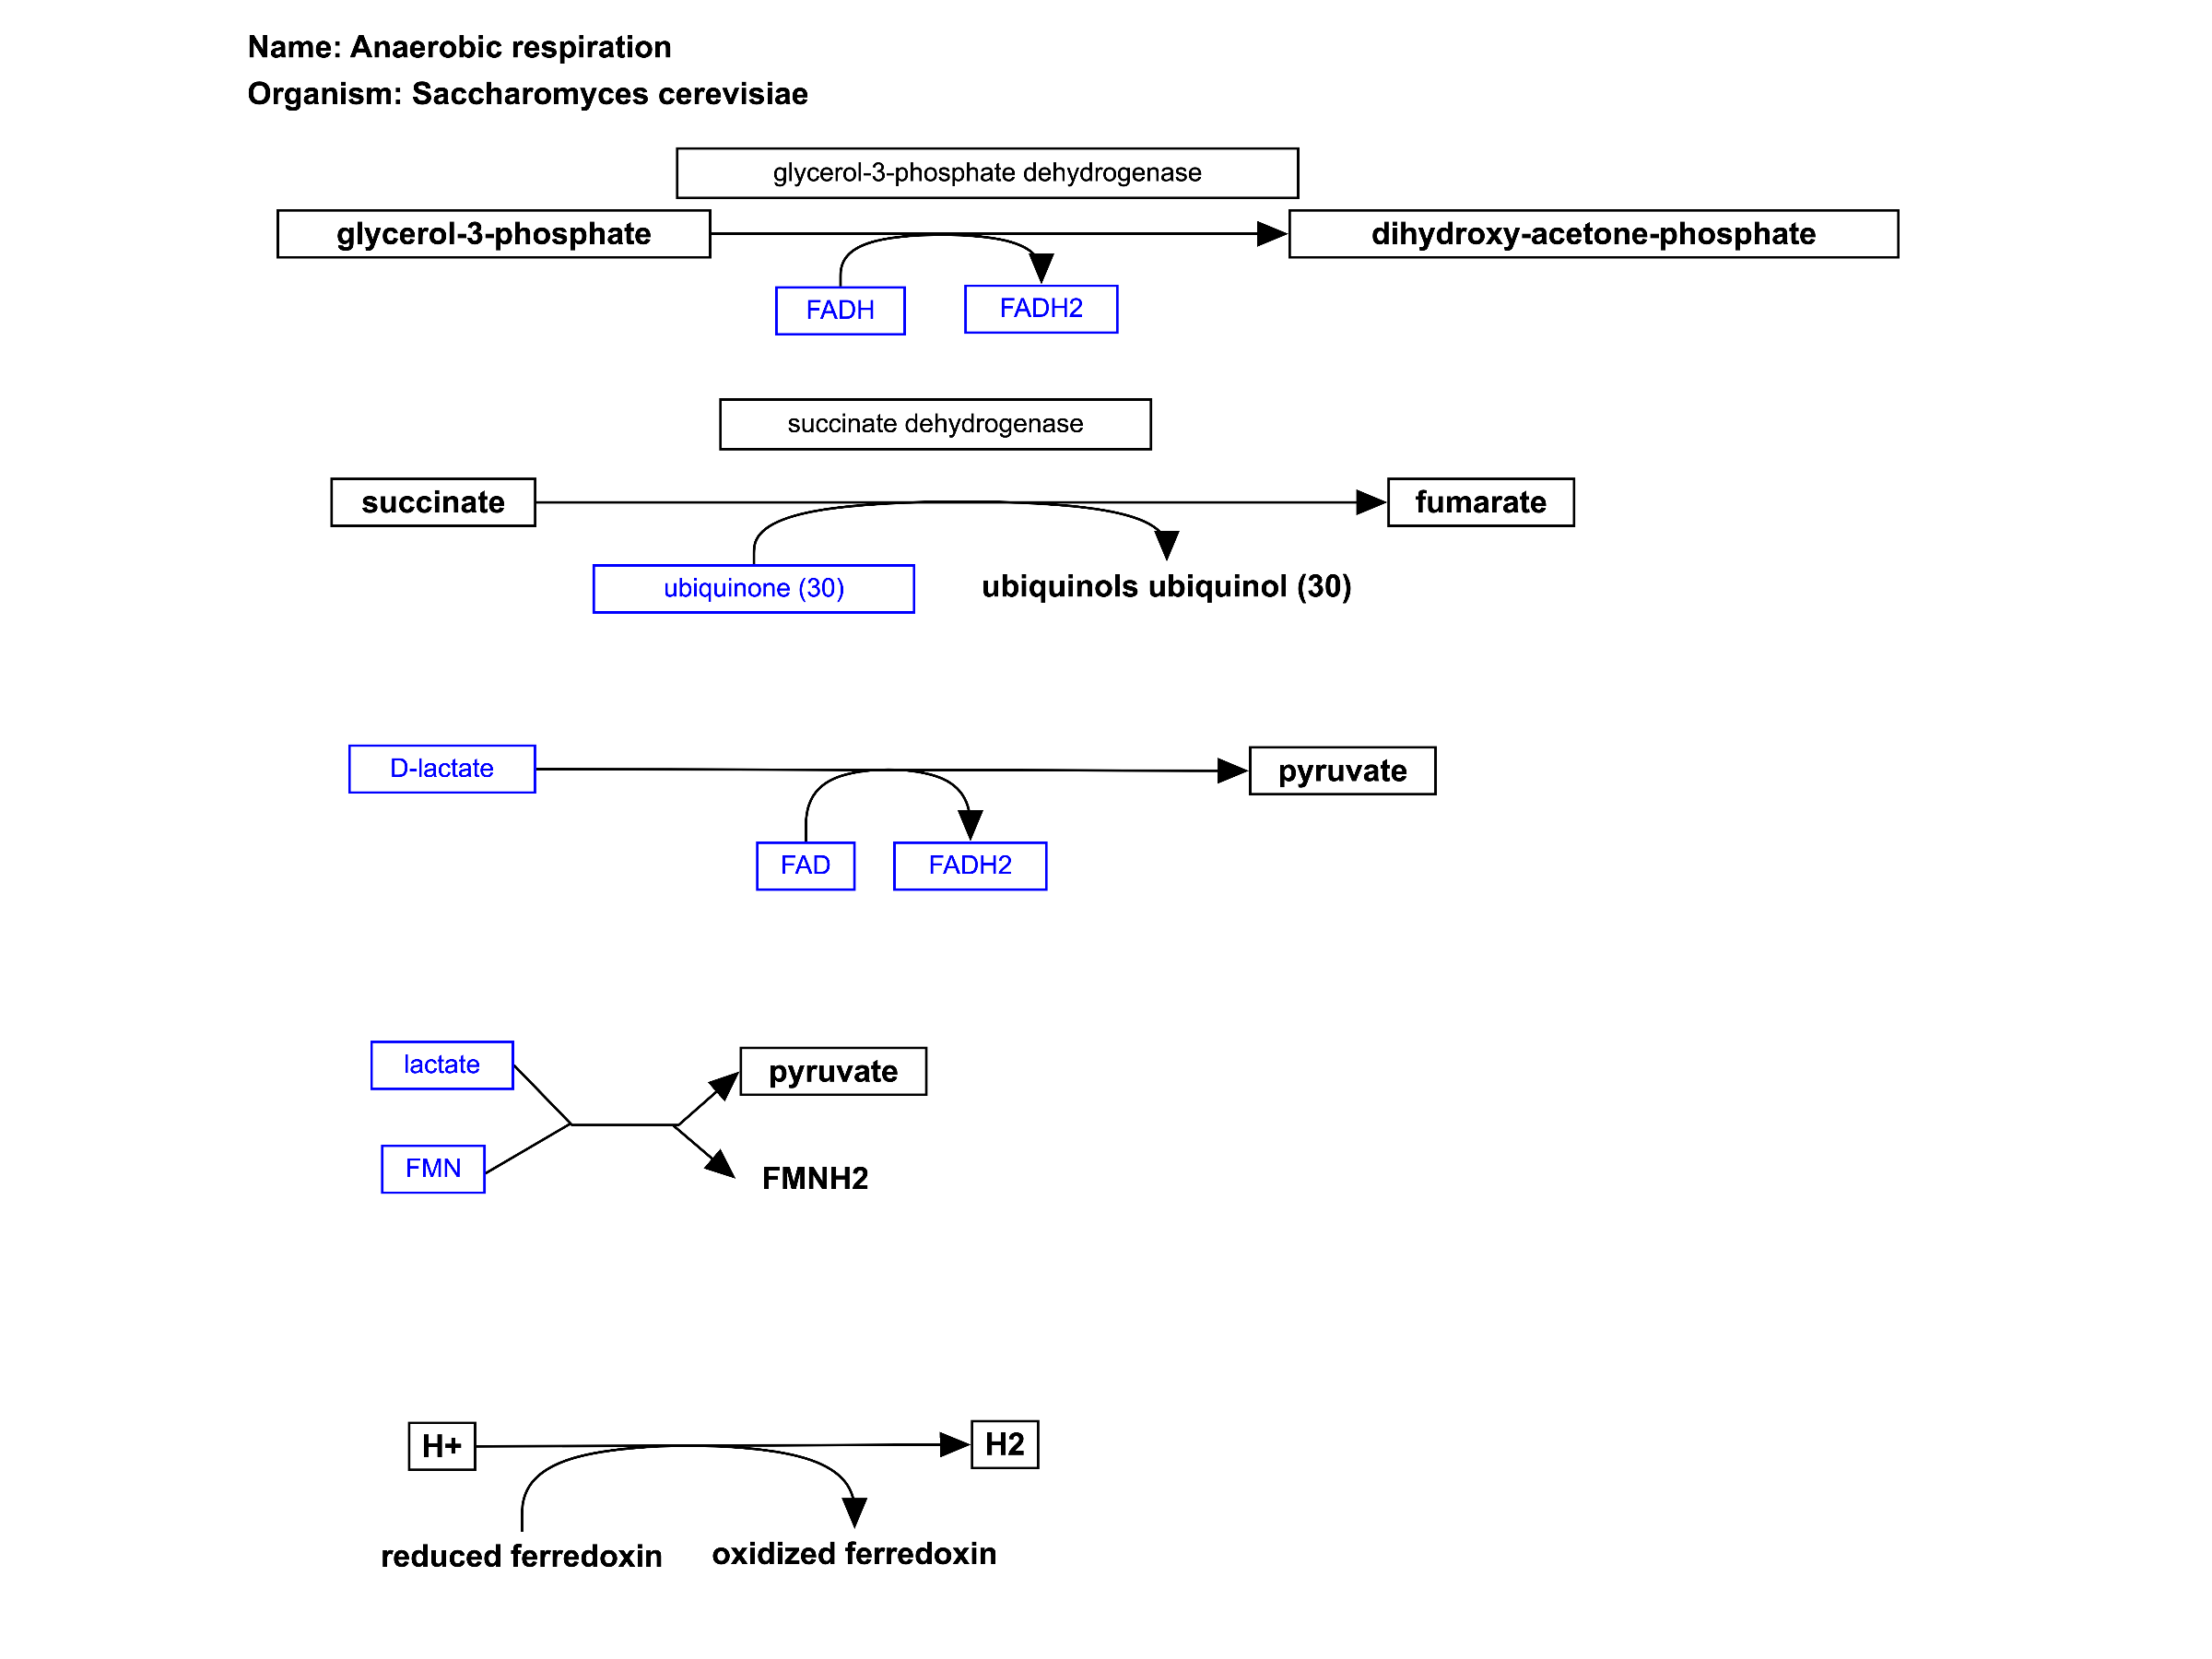 Name: Anaerobic respiration
Organism: Saccharomyces cerevisiae
glycerol-3-phosphate dehydrogenase
glycerol-3-phosphate
dihydroxy-acetone-phosphate
FADH
FADH2
succinate dehydrogenase
succinate
fumarate
ubiquinone (30)
ubiquinols ubiquinol (30)
D-lactate
pyruvate
FAD
FADH2
lactate
pyruvate
FMN
FMNH2
H+
H2
reduced ferredoxin
oxidized ferredoxin